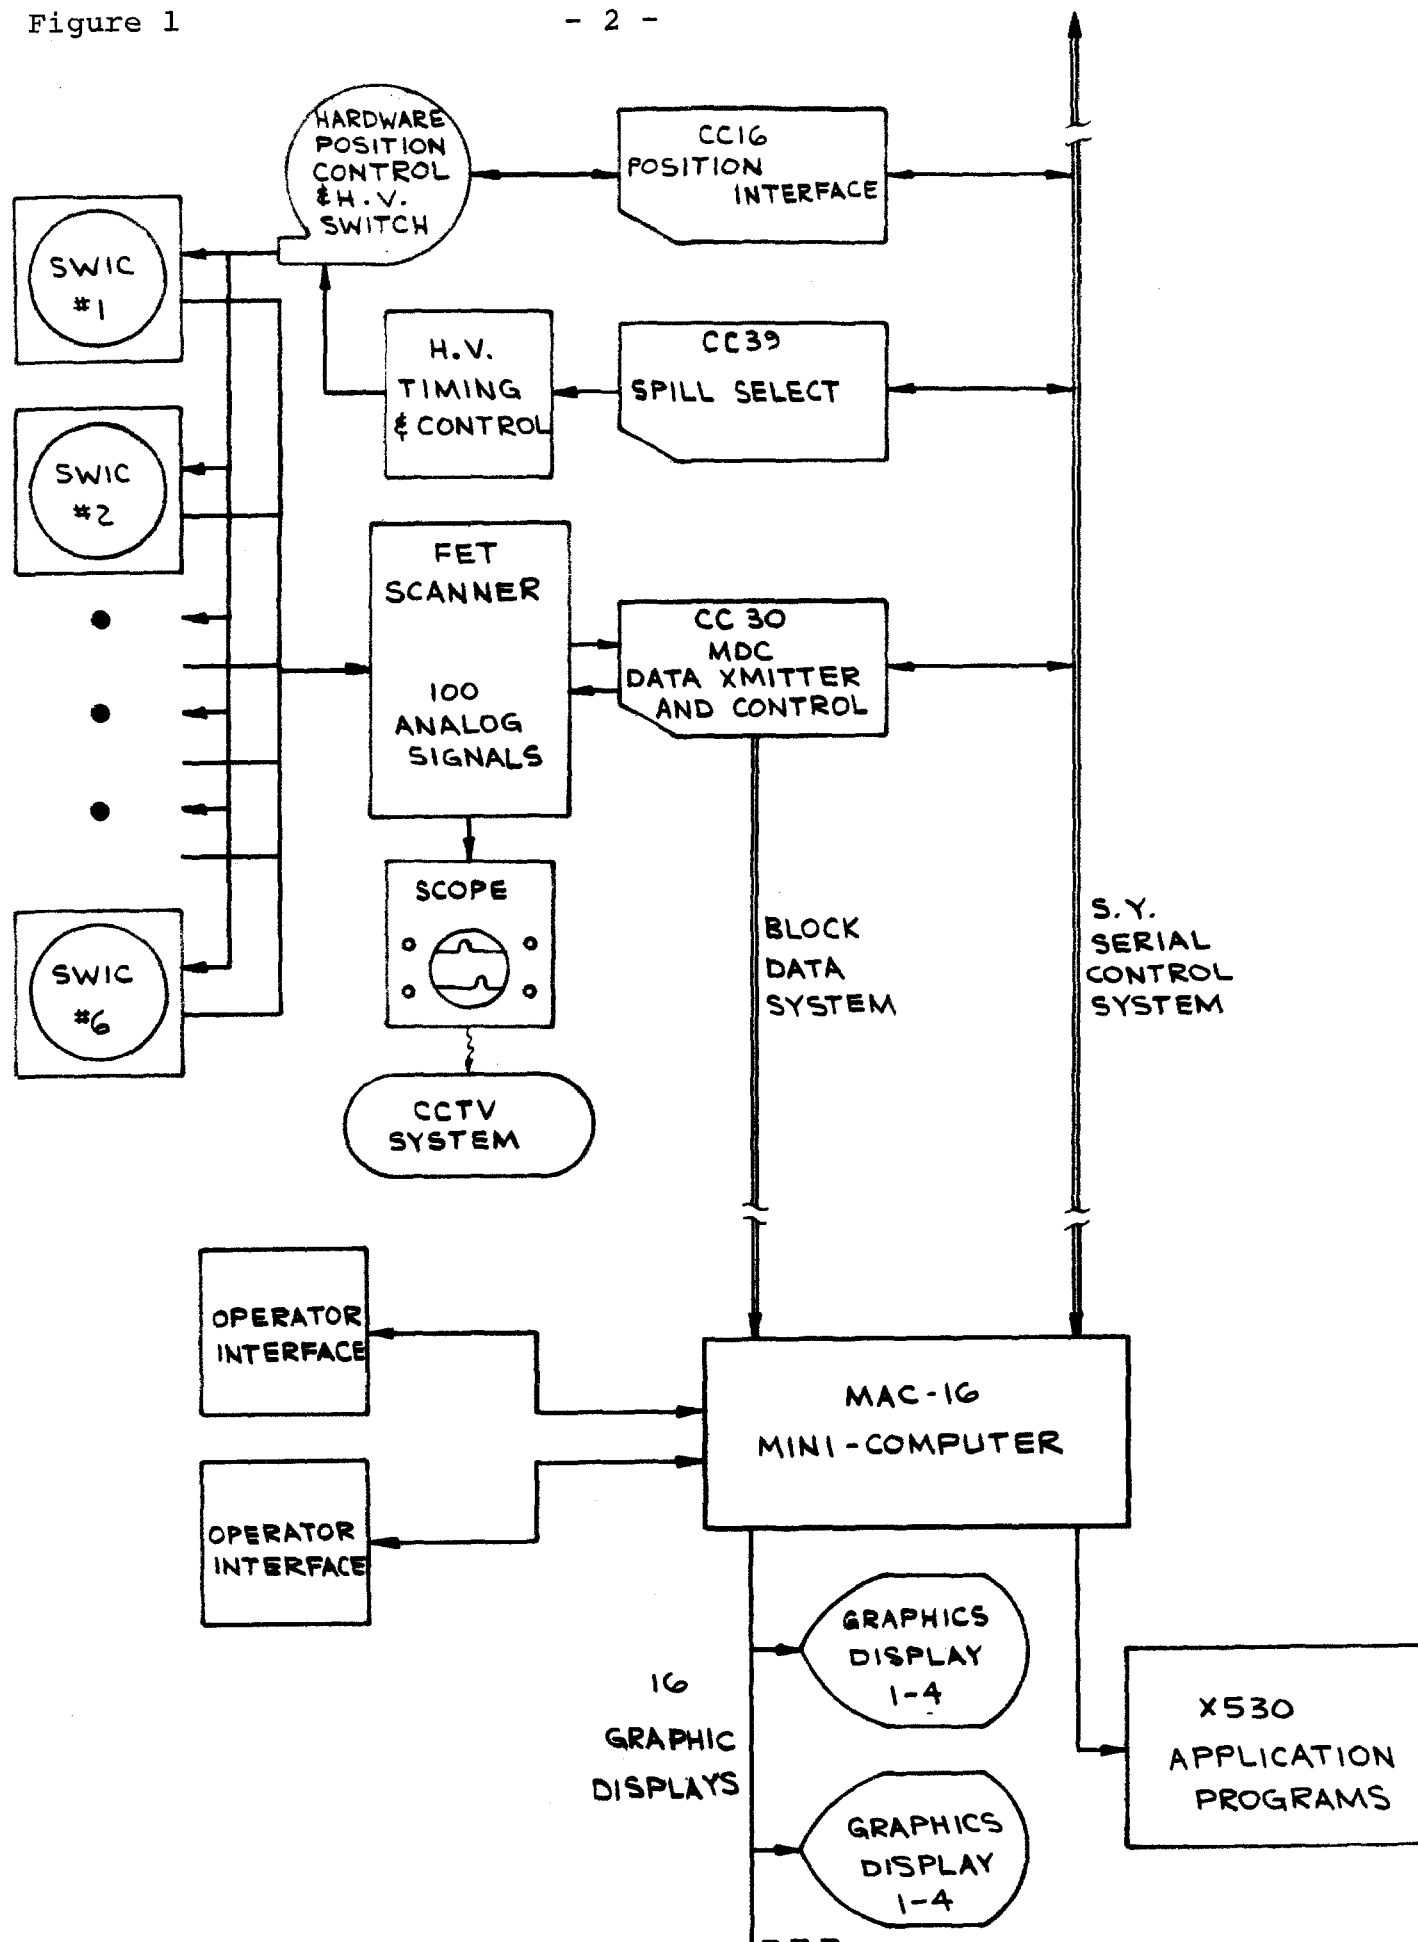 Figure 1
- 2 -
HARDWARE
POSITION
CONTROL
& H.V.
SWITCH
CC16
POSITION
INTERFACE
SWIC
#1
H.V.
TIMING
& CONTROL
CC39
SPILL SELECT
SWIC
#2
FET
SCANNER
100
ANALOG
SIGNALS
CC 30
MDC
DATA XMITTER
AND CONTROL
SCOPE
SWIC
#6
BLOCK
DATA
SYSTEM
S.Y.
SERIAL
CONTROL
SYSTEM
CCTV
SYSTEM
OPERATOR
INTERFACE
MAC-16
MINI-COMPUTER
OPERATOR
INTERFACE
GRAPHICS
DISPLAY
1-4
16
GRAPHIC
DISPLAYS
X530
APPLICATION
PROGRAMS
GRAPHICS
DISPLAY
1-4